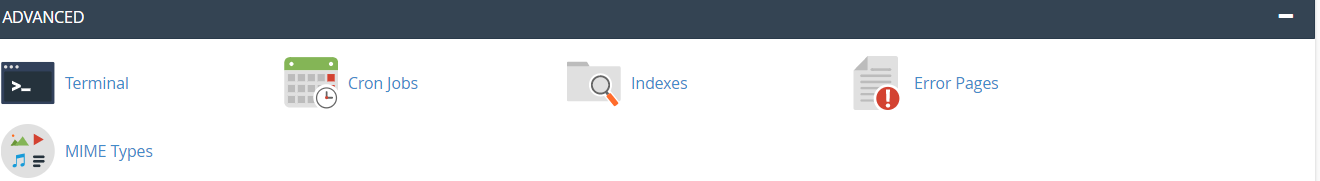 ADVANCED
Terminal
Cron Jobs
Indexes
Error Pages
MIME Types